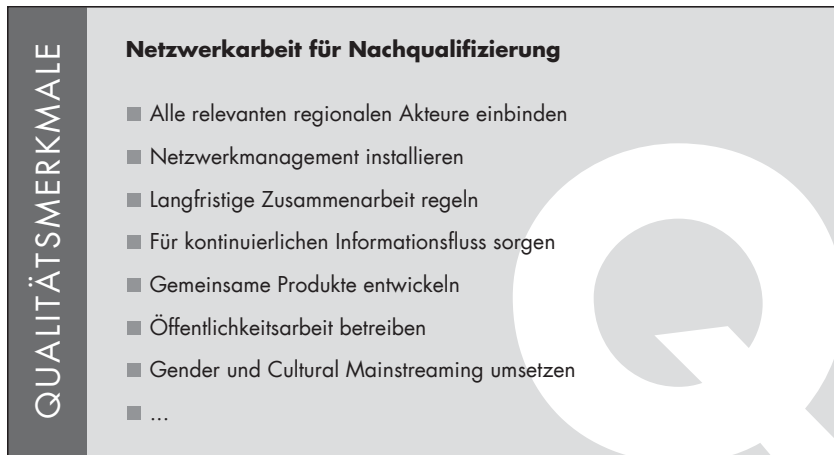 QUALITÄTSMERKMALE
Netzwerkarbeit für Nachqualifizierung
Alle relevanten regionalen Akteure einbinden
Netzwerkmanagement installieren
Langfristige Zusammenarbeit regeln
Für kontinuierlichen Informationsfluss sorgen
Gemeinsame Produkte entwickeln
Öffentlichkeitsarbeit betreiben
Gender und Cultural Mainstreaming umsetzen
...
Q